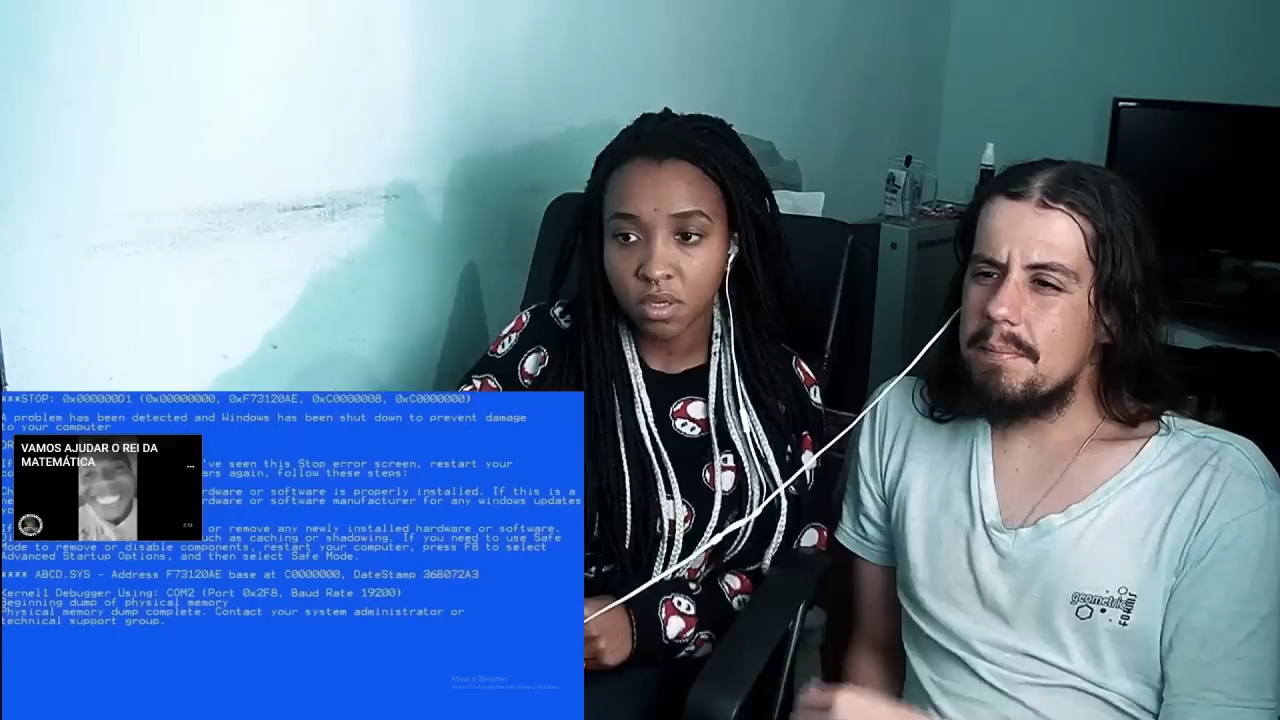 ***STOP: 0x000000D1 (0x00000000, 0xF73120AE, 0xC0000008, 0xC0000000)
A problem has been detected and Windows has been shut down to prevent damage
to your computer
VAMOS AJUDAR O REI DA
MATEMÁTICA
've seen this Stop error screen, restart your
ars again, follow these steps:
rdware or software is properly installed. If this is a
rdware or software manufacturer for any windows updates
or remove any newly installed hardware or software.
uch as caching or shadowing. If you need to use Safe
Mode to remove or disable components, restart your computer, press F8 to select
Advanced Startup Options, and then select Safe Mode.
**** ABCD.SYS - Address F73120AE base at C0000000, DateStamp 36B072A3
Kernel1 Debugger Using: COM2 (Port 0x2F8, Baud Rate 19200)
Beginning dump of physical memory
Physical memory dump complete. Contact your system administrator or
technical support group.
Ativar o Windows
geometric
FORMS